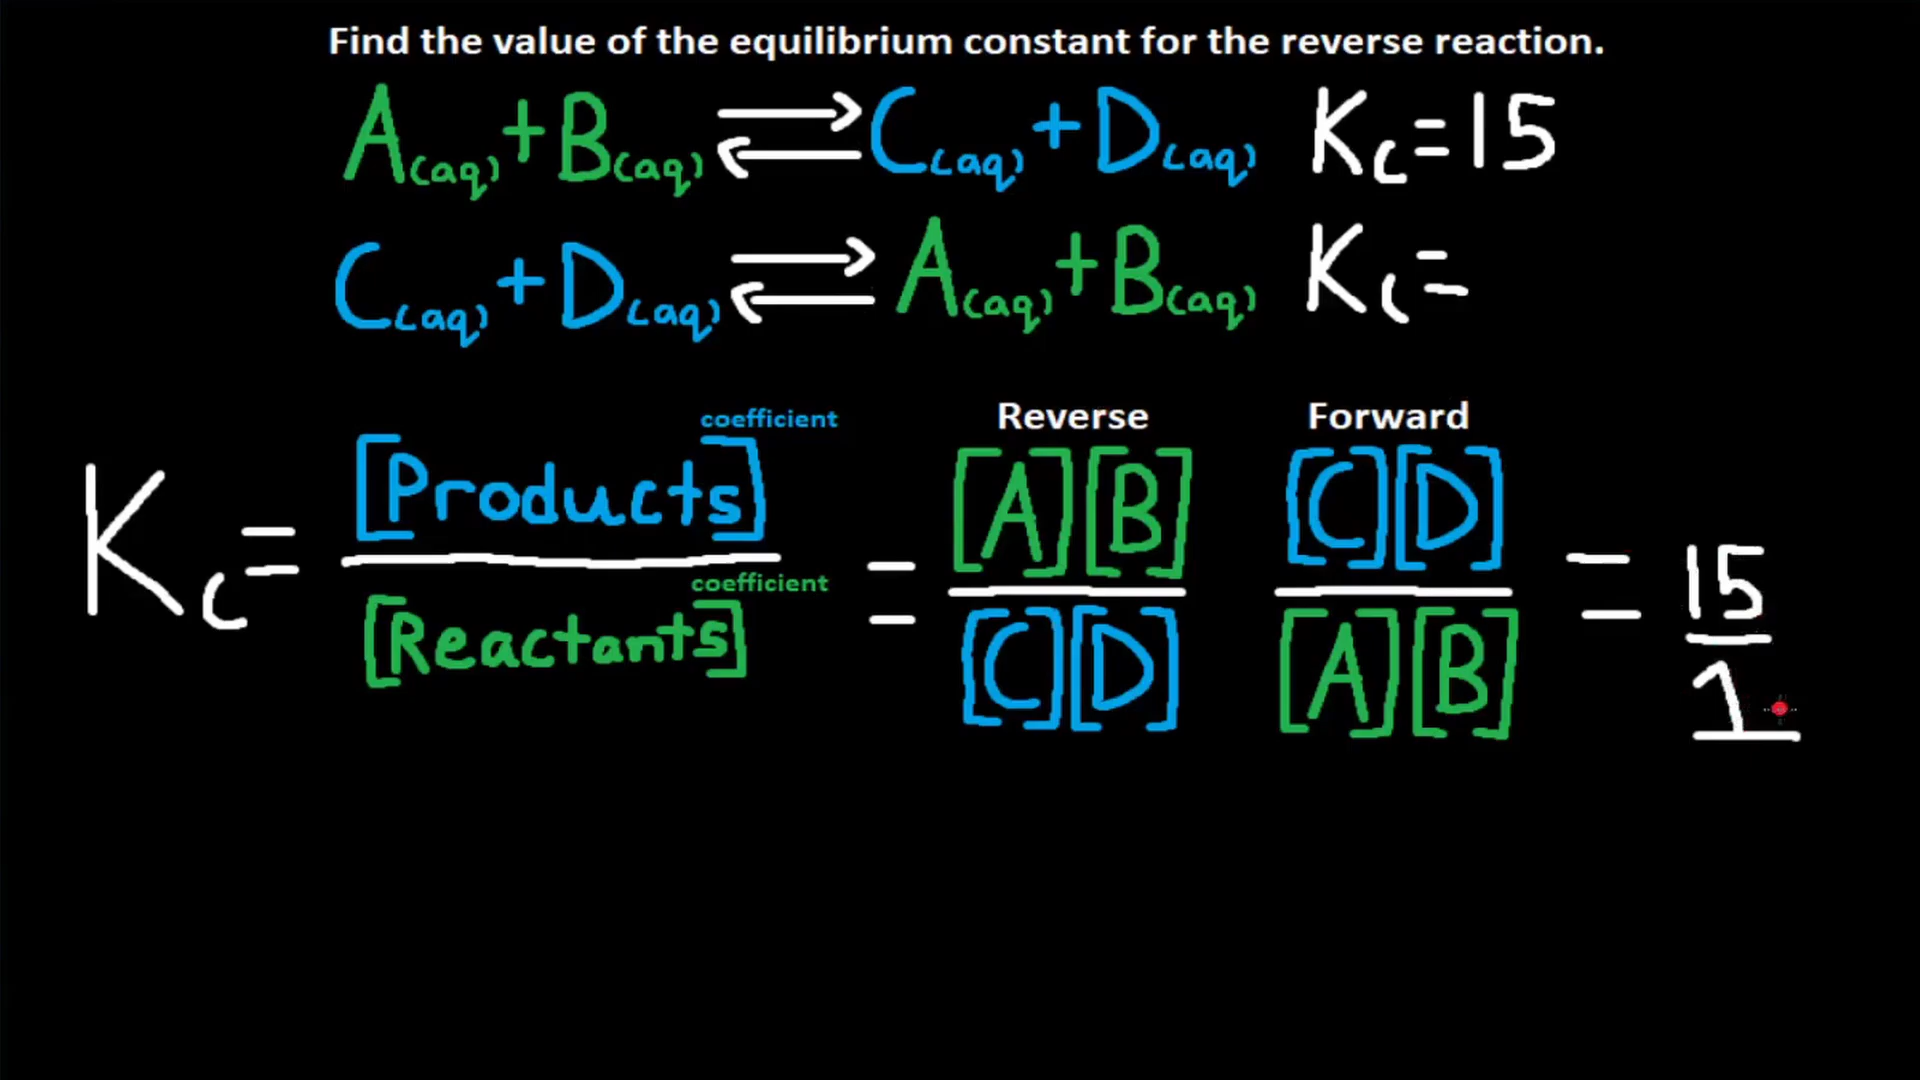 Find the value of the equilibrium constant for the reverse reaction.
A(aq) + B(aq) ⇌ C(aq) + D(aq) Kc = 15
C(aq) + D(aq) ⇌ A(aq) + B(aq) Kc =
coefficient Reverse Forward
[Products] [A][B] [C][D]
Kc = = = 15
coefficient
[Reactants] [C][D] [A][B] 1